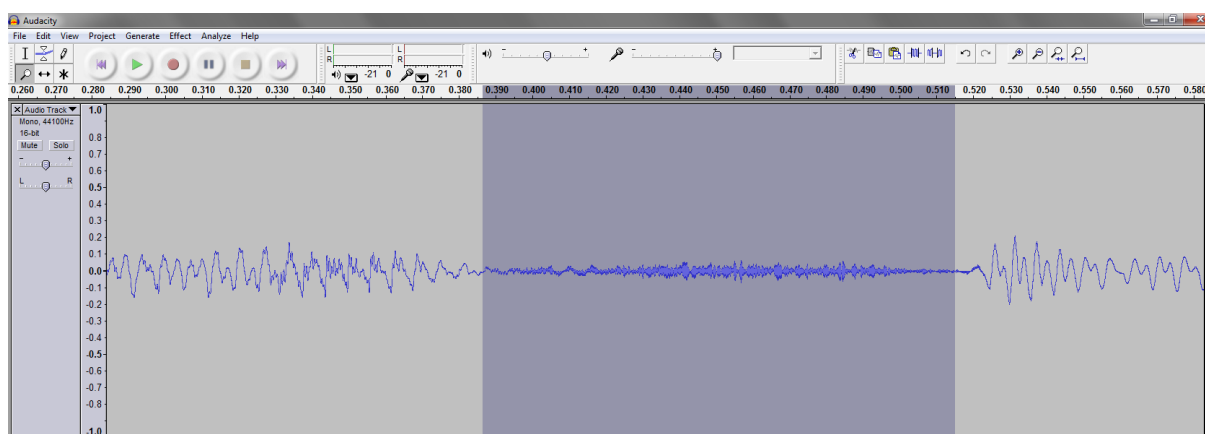 Audacity
File Edit View Project Generate Effect Analyze Help
L L
R R
-21 0 -21 0
0.260 0.270 0.280 0.290 0.300 0.310 0.320 0.330 0.340 0.350 0.360 0.370 0.380 0.390 0.400 0.410 0.420 0.430 0.440 0.450 0.460 0.470 0.480 0.490 0.500 0.510 0.520 0.530 0.540 0.550 0.560 0.570 0.580
X Audio Track 1.0
Mono, 44100Hz
16-bit
0.8
Mute Solo
0.7
- +
0.6
L R
0.5
0.4
0.3
0.2
0.1
0.0
-0.1
-0.2
-0.3
-0.4
-0.5
-0.6
-0.7
-0.8
-1.0